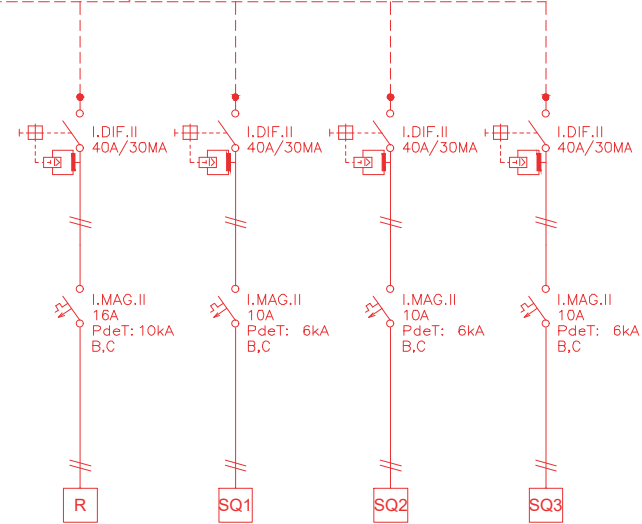 I.DIF.II
40A/30MA
I.DIF.II
40A/30MA
I.DIF.II
40A/30MA
I.DIF.II
40A/30MA
I.MAG.II
16A
PdeT: 10kA
B,C
I.MAG.II
10A
PdeT: 6kA
B,C
I.MAG.II
10A
PdeT: 6kA
B,C
I.MAG.II
10A
PdeT: 6kA
B,C
R
SQ1
SQ2
SQ3